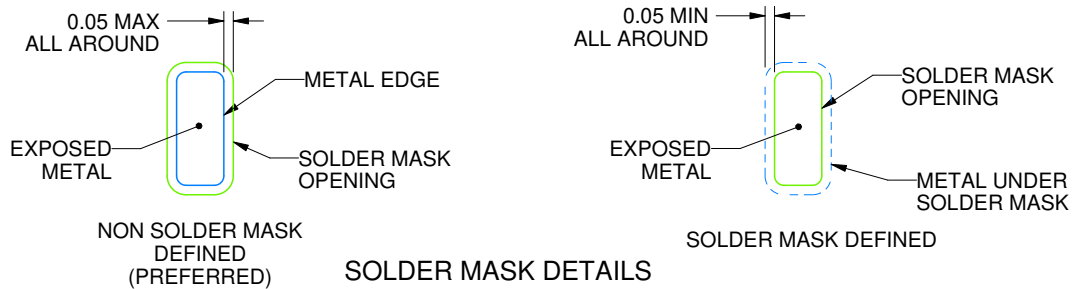 0.05 MAX
ALL AROUND
METAL EDGE
EXPOSED
METAL
SOLDER MASK
OPENING
NON SOLDER MASK
DEFINED
(PREFERRED)
0.05 MIN
ALL AROUND
SOLDER MASK
OPENING
EXPOSED
METAL
METAL UNDER
SOLDER MASK
SOLDER MASK DEFINED
SOLDER MASK DETAILS